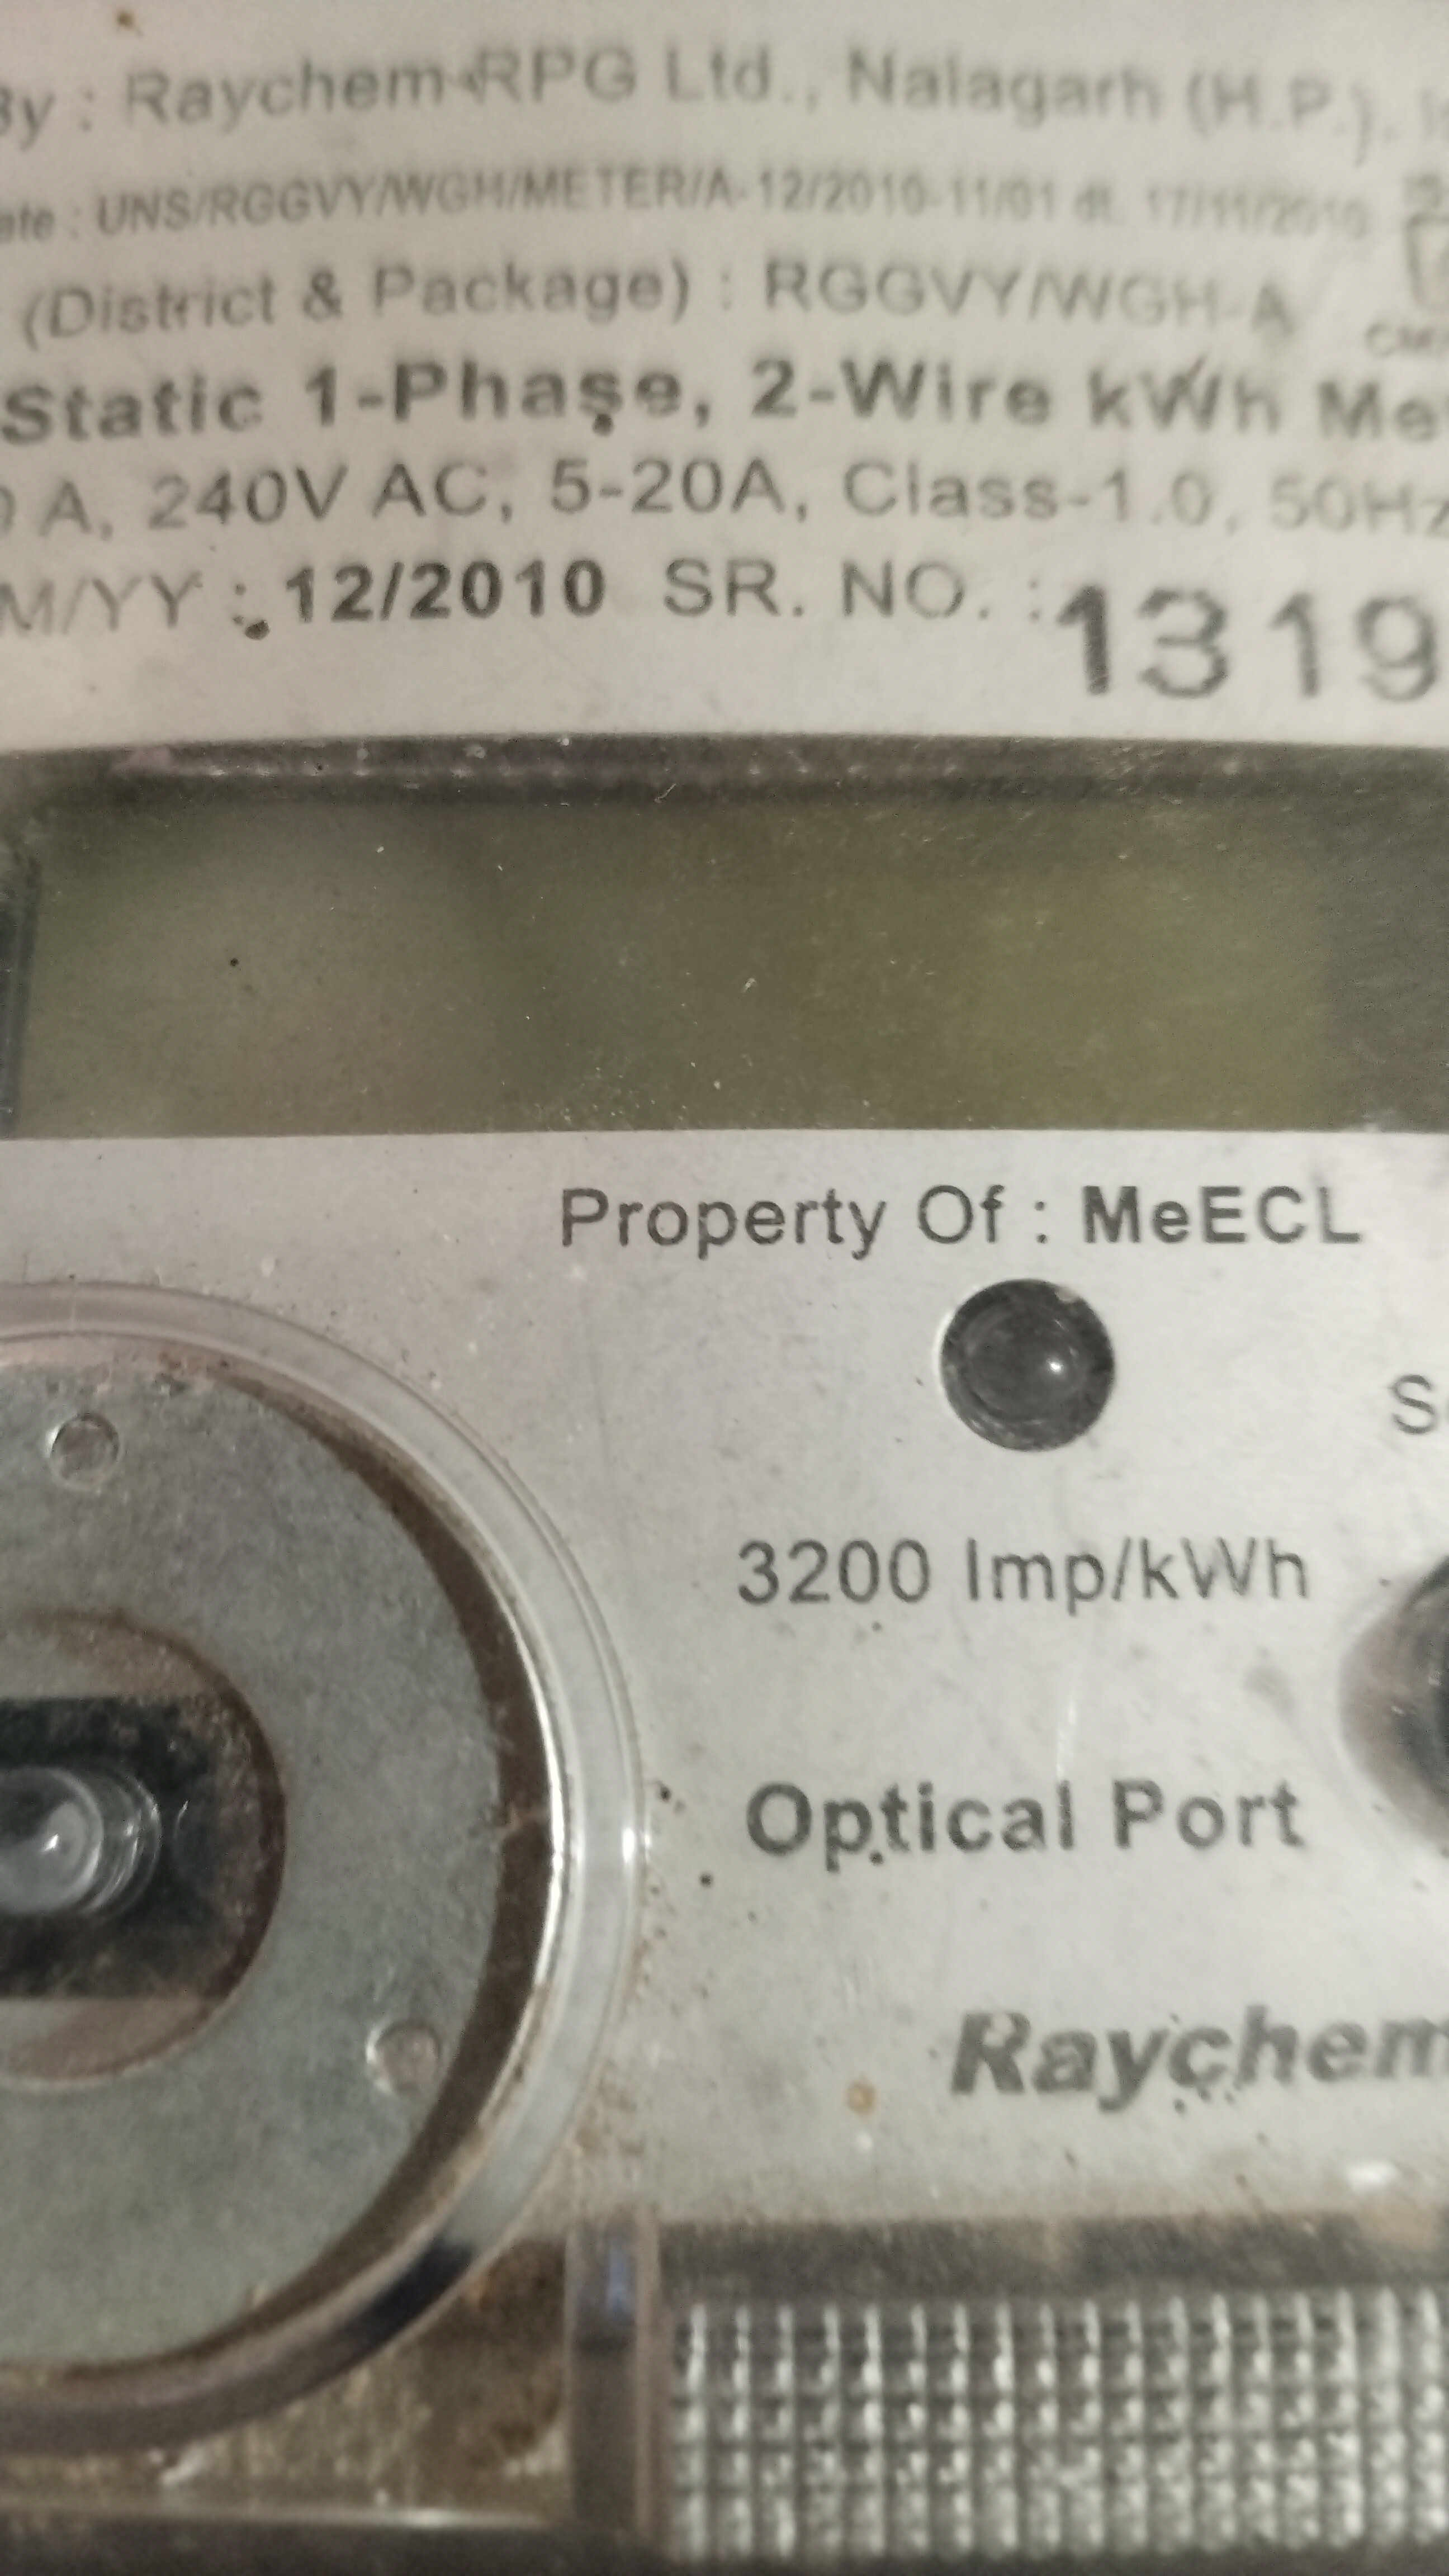 By : Raychem-RPG Ltd., Nalagarh (H.P.),
ate : UNS/RGGVY/WGH/METER/A-12/2010-11/01 dt. 17/11/2010
(District & Package) : RGGVY/WGH-A
Static 1-Phase, 2-Wire kWh Me
A, 240V AC, 5-20A, Class-1.0, 50Hz
M/YY : 12/2010 SR. NO. : 1319
Property Of : MeECL
3200 Imp/kWh
Optical Port
Raychem